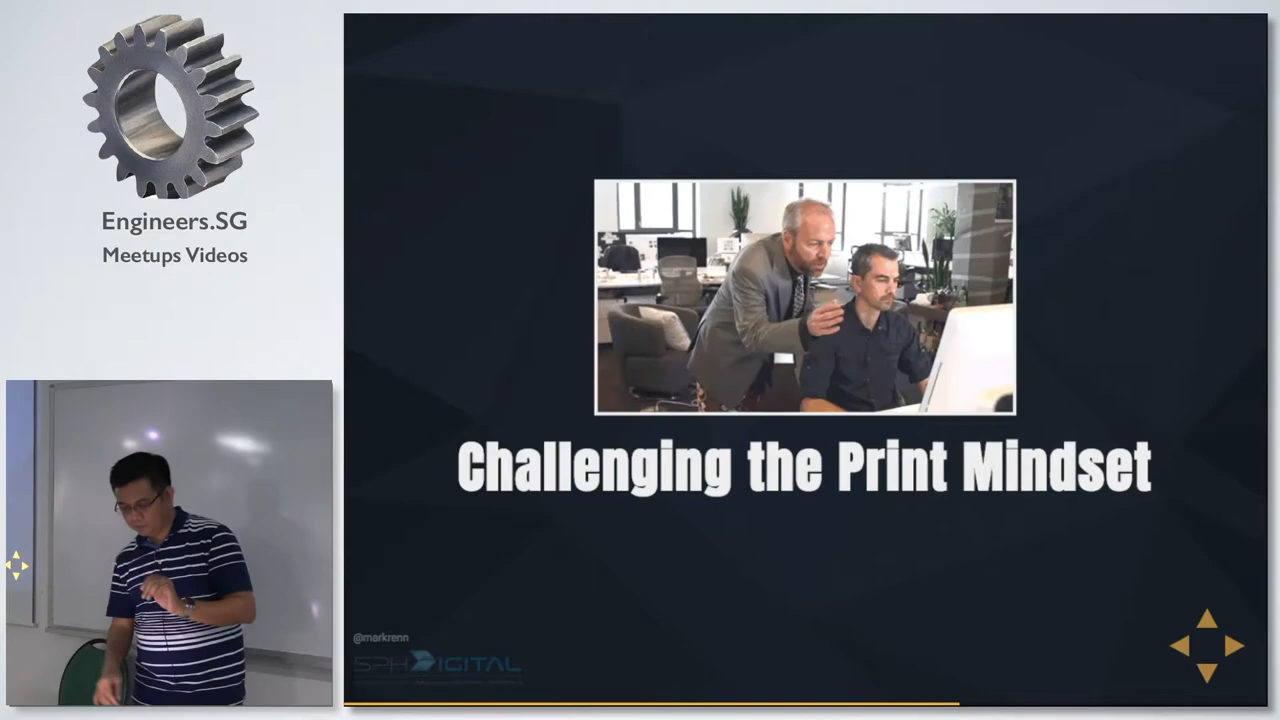 Engineers.SG
Meetups Videos
Challenging the Print Mindset
@markrenn
SPH DIGITAL